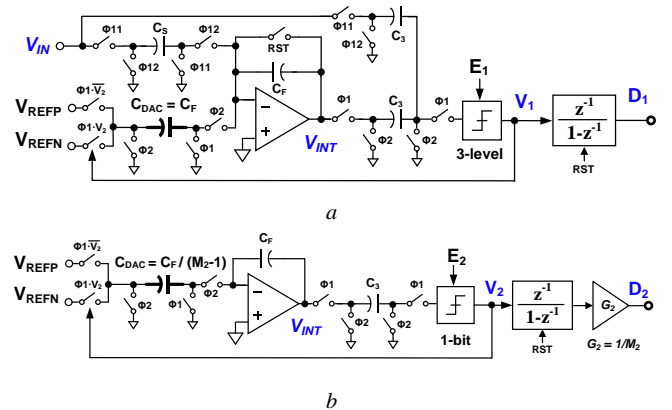 Φ11 C₃
Φ11 C_S Φ12 RST Φ12
V_IN
Φ12 Φ11 C_F E₁
Φ1·V̅₂
V_REFP C_DAC = C_F Φ2 Φ1 C₃ Φ1 V₁ z⁻¹ D₁
V_REFN 1-z⁻¹
Φ1·V₂ V_INT
Φ2 Φ1 Φ2 Φ2 3-level RST
a
C_F
Φ1·V̅₂ C_DAC = C_F / (M₂-1) E₂
V_REFP Φ2 Φ1 C₃ Φ1 V₂ z⁻¹ D₂
V_REFN 1-z⁻¹ G₂
Φ1·V₂ Φ2 Φ1 V_INT
Φ2 Φ2 1-bit RST G₂ = 1/M₂
b